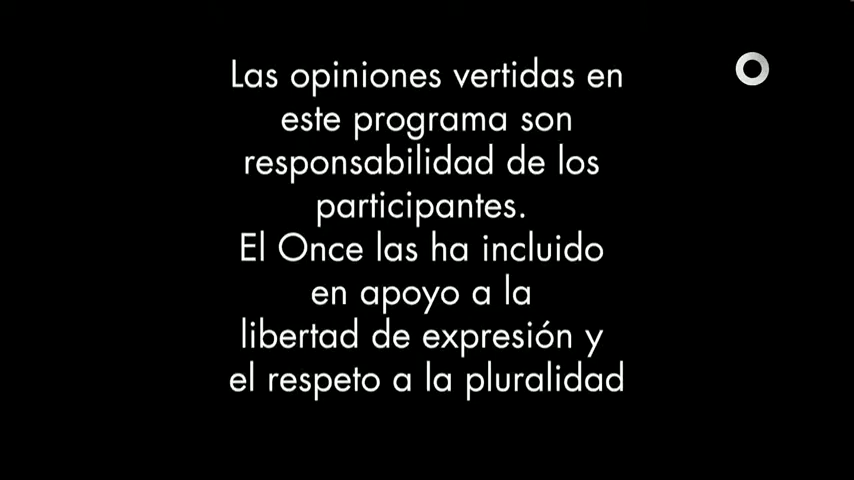 Las opiniones vertidas en
este programa son
responsabilidad de los
participantes.
El Once las ha incluido
en apoyo a la
libertad de expresión y
el respeto a la pluralidad